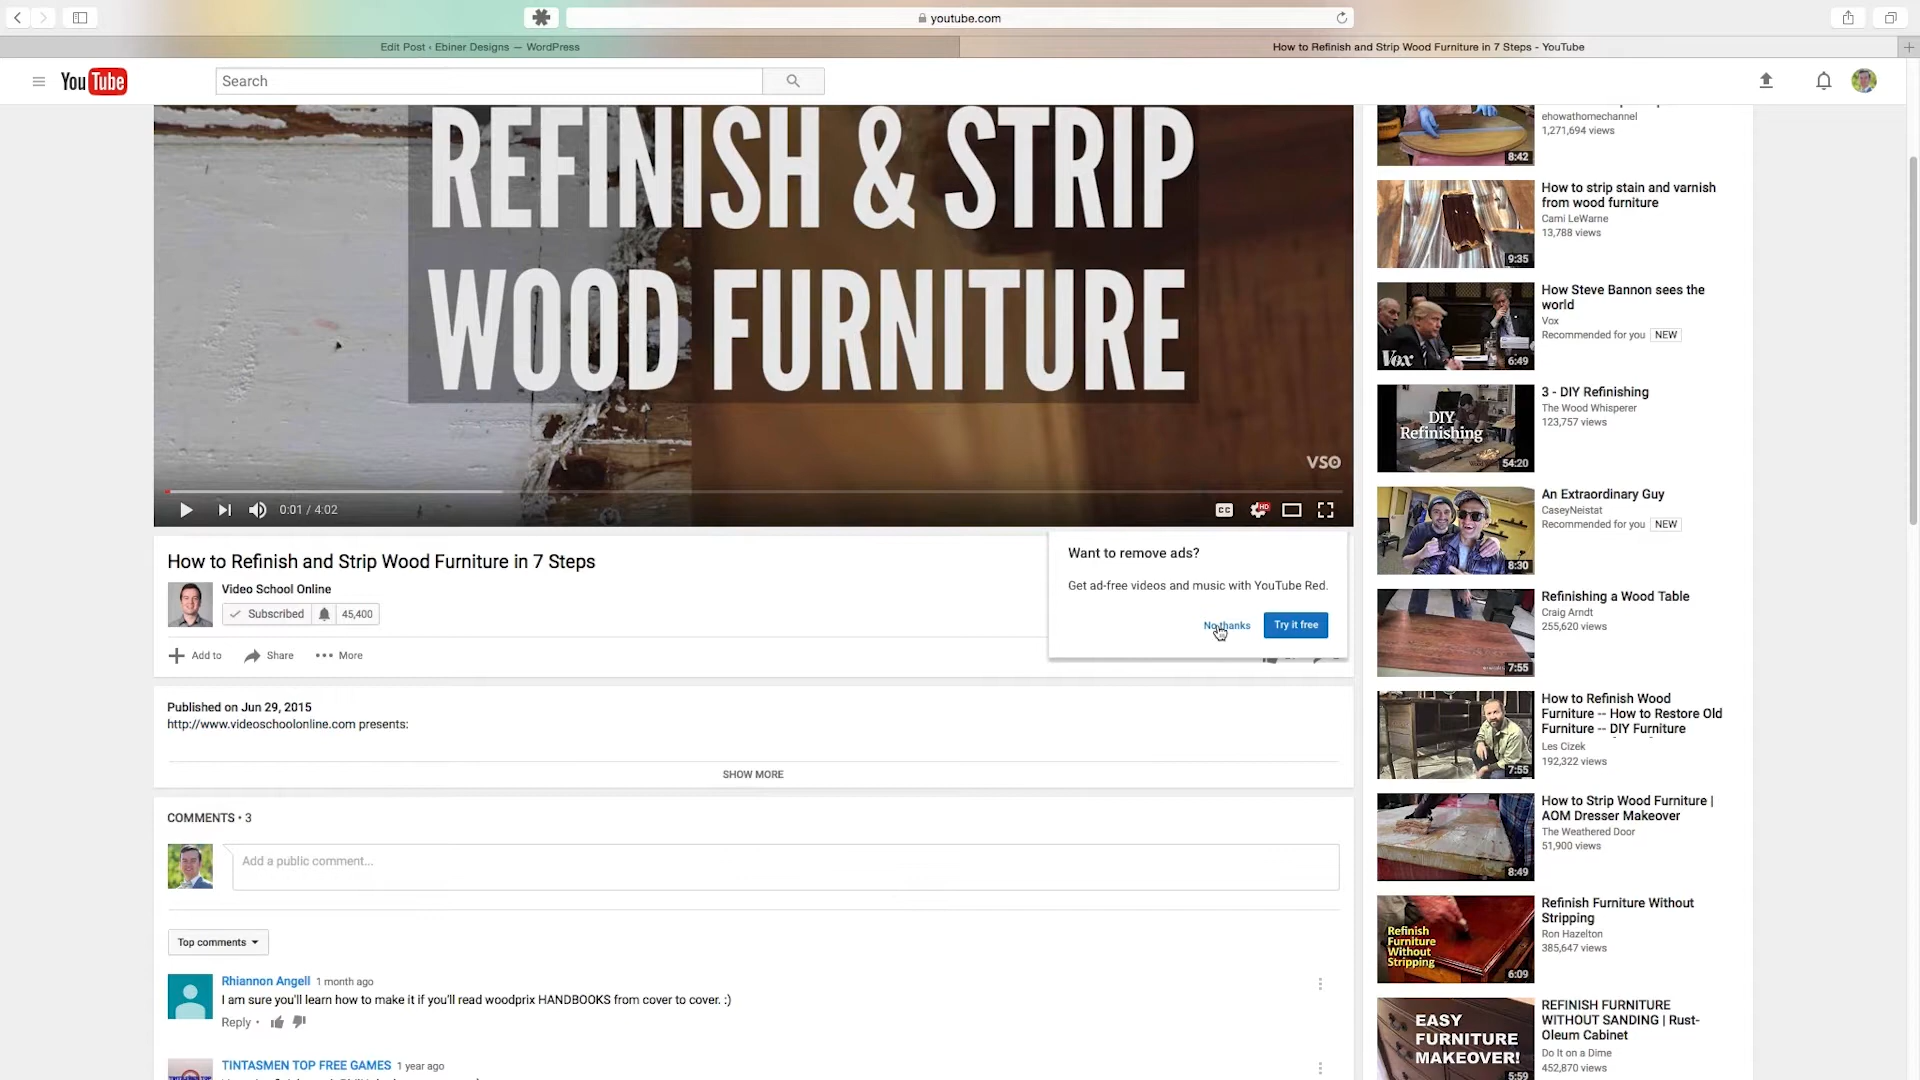 youtube.com
Edit Post ‹ Ebiner Designs — WordPress
How to Refinish and Strip Wood Furniture in 7 Steps - YouTube
YouTube
Search
REFINISH & STRIP
WOOD FURNITURE
VSO
0:01 / 4:02
CC
HD
How to Refinish and Strip Wood Furniture in 7 Steps
Video School Online
Subscribed
45,400
Add to
Share
More
Want to remove ads?
Get ad-free videos and music with YouTube Red.
No thanks
Try it free
Published on Jun 29, 2015
http://www.videoschoolonline.com presents:
SHOW MORE
COMMENTS • 3
Add a public comment...
Top comments
Rhiannon Angell 1 month ago
I am sure you'll learn how to make it if you'll read woodprix HANDBOOKS from cover to cover. :)
Reply •
TINTASMEN TOP FREE GAMES 1 year ago
ehowathomechannel
1,271,694 views
8:42
How to strip stain and varnish
from wood furniture
Cami LeWarne
13,788 views
9:35
How Steve Bannon sees the
world
Vox
Recommended for you NEW
Vox
6:49
3 - DIY Refinishing
The Wood Whisperer
123,757 views
DIY
Refinishing
54:20
An Extraordinary Guy
CaseyNeistat
Recommended for you NEW
8:30
Refinishing a Wood Table
Craig Arndt
255,620 views
7:55
How to Refinish Wood
Furniture -- How to Restore Old
Furniture -- DIY Furniture
Les Cizek
192,322 views
7:55
How to Strip Wood Furniture |
AOM Dresser Makeover
The Weathered Door
51,900 views
8:49
Refinish Furniture Without
Stripping
Ron Hazelton
385,647 views
Refinish
Furniture
Without
Stripping
6:09
REFINISH FURNITURE
WITHOUT SANDING | Rust-
Oleum Cabinet
Do It on a Dime
452,870 views
EASY
FURNITURE
MAKEOVER!
5:59